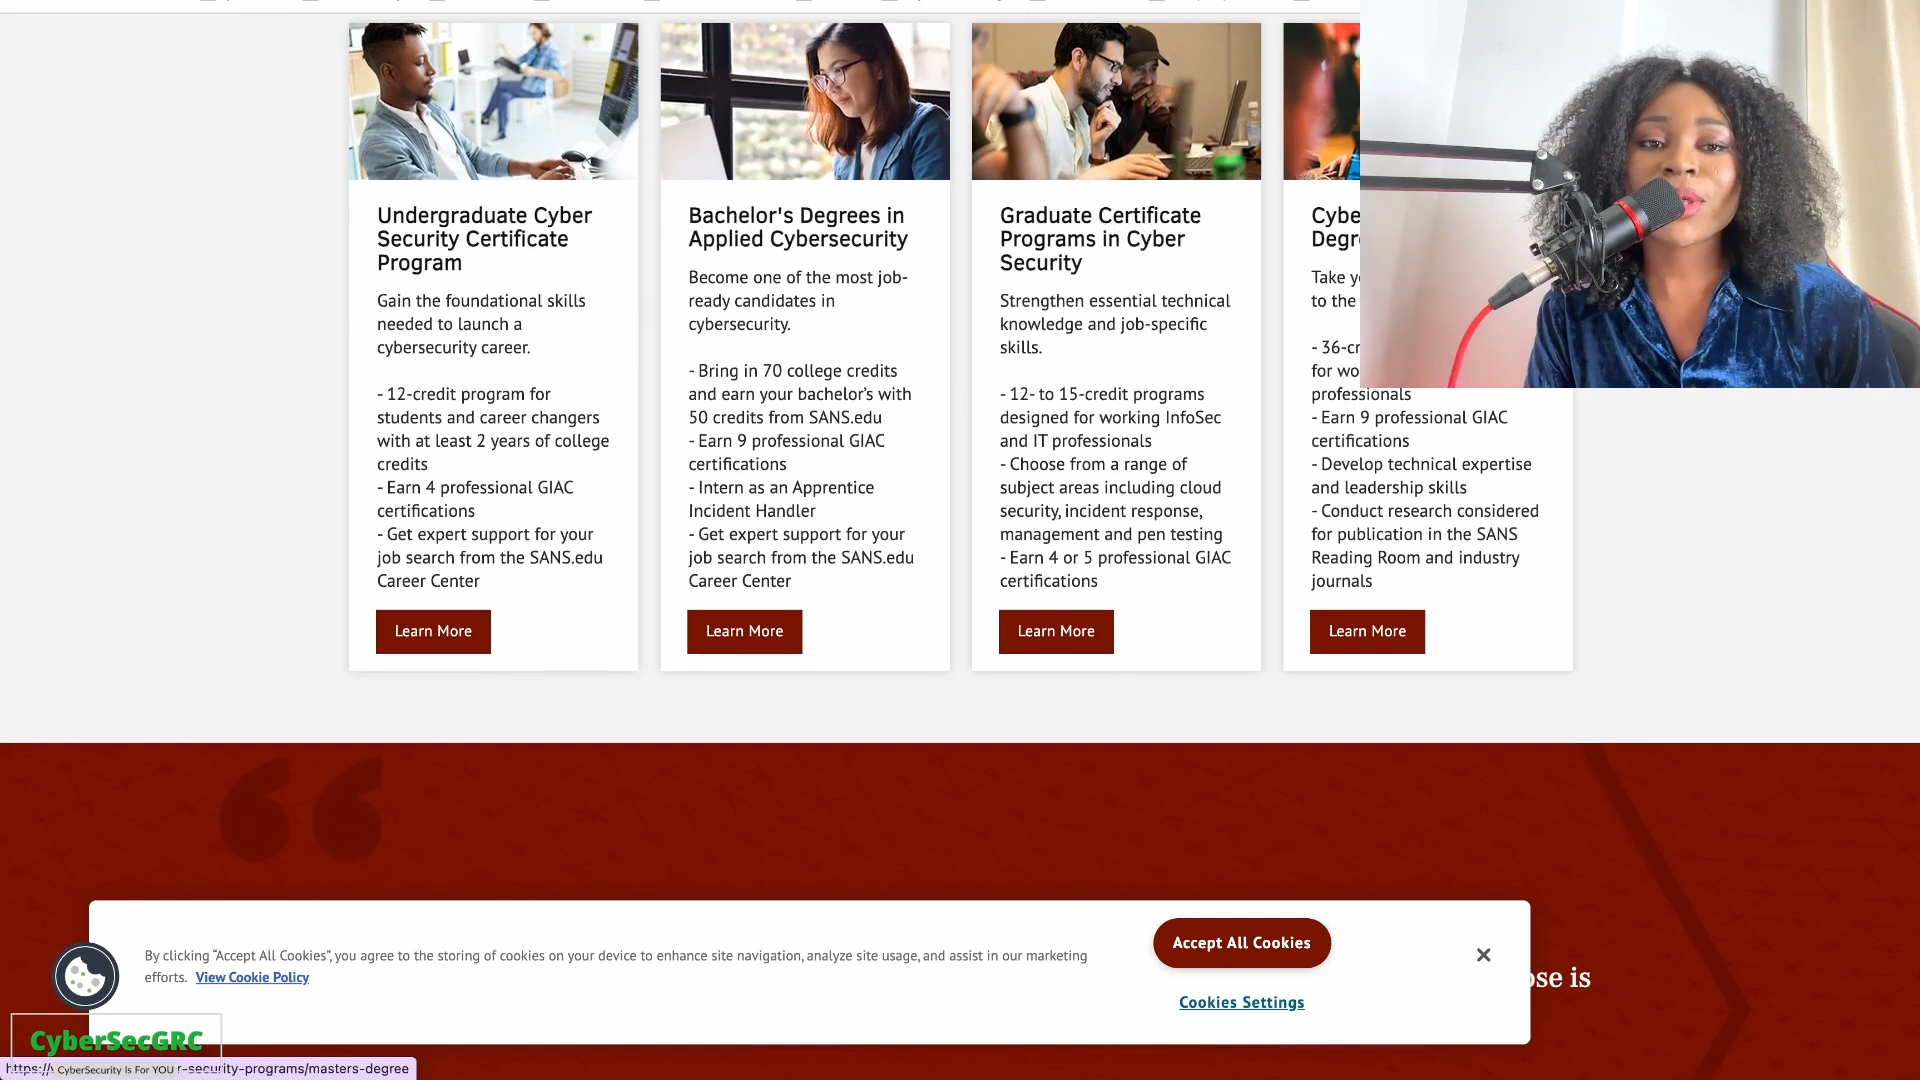 Undergraduate Cyber
Security Certificate
Program
Gain the foundational skills
needed to launch a
cybersecurity career.
- 12-credit program for
students and career changers
with at least 2 years of college
credits
- Earn 4 professional GIAC
certifications
- Get expert support for your
job search from the SANS.edu
Career Center
Learn More
Bachelor's Degrees in
Applied Cybersecurity
Become one of the most job-
ready candidates in
cybersecurity.
- Bring in 70 college credits
and earn your bachelor's with
50 credits from SANS.edu
- Earn 9 professional GIAC
certifications
- Intern as an Apprentice
Incident Handler
- Get expert support for your
job search from the SANS.edu
Career Center
Learn More
Graduate Certificate
Programs in Cyber
Security
Strengthen essential technical
knowledge and job-specific
skills.
- 12- to 15-credit programs
designed for working InfoSec
and IT professionals
- Choose from a range of
subject areas including cloud
security, incident response,
management and pen testing
- Earn 4 or 5 professional GIAC
certifications
Learn More
Cybe
Degr
Take y
to the
- 36-cr
for wo
professionals
- Earn 9 professional GIAC
certifications
- Develop technical expertise
and leadership skills
- Conduct research considered
for publication in the SANS
Reading Room and industry
journals
Learn More
ose is
By clicking “Accept All Cookies”, you agree to the storing of cookies on your device to enhance site navigation, analyze site usage, and assist in our marketing
efforts. View Cookie Policy
Accept All Cookies
Cookies Settings
CyberSecGRC
CyberSecurity Is For YOU
https:// r-security-programs/masters-degree